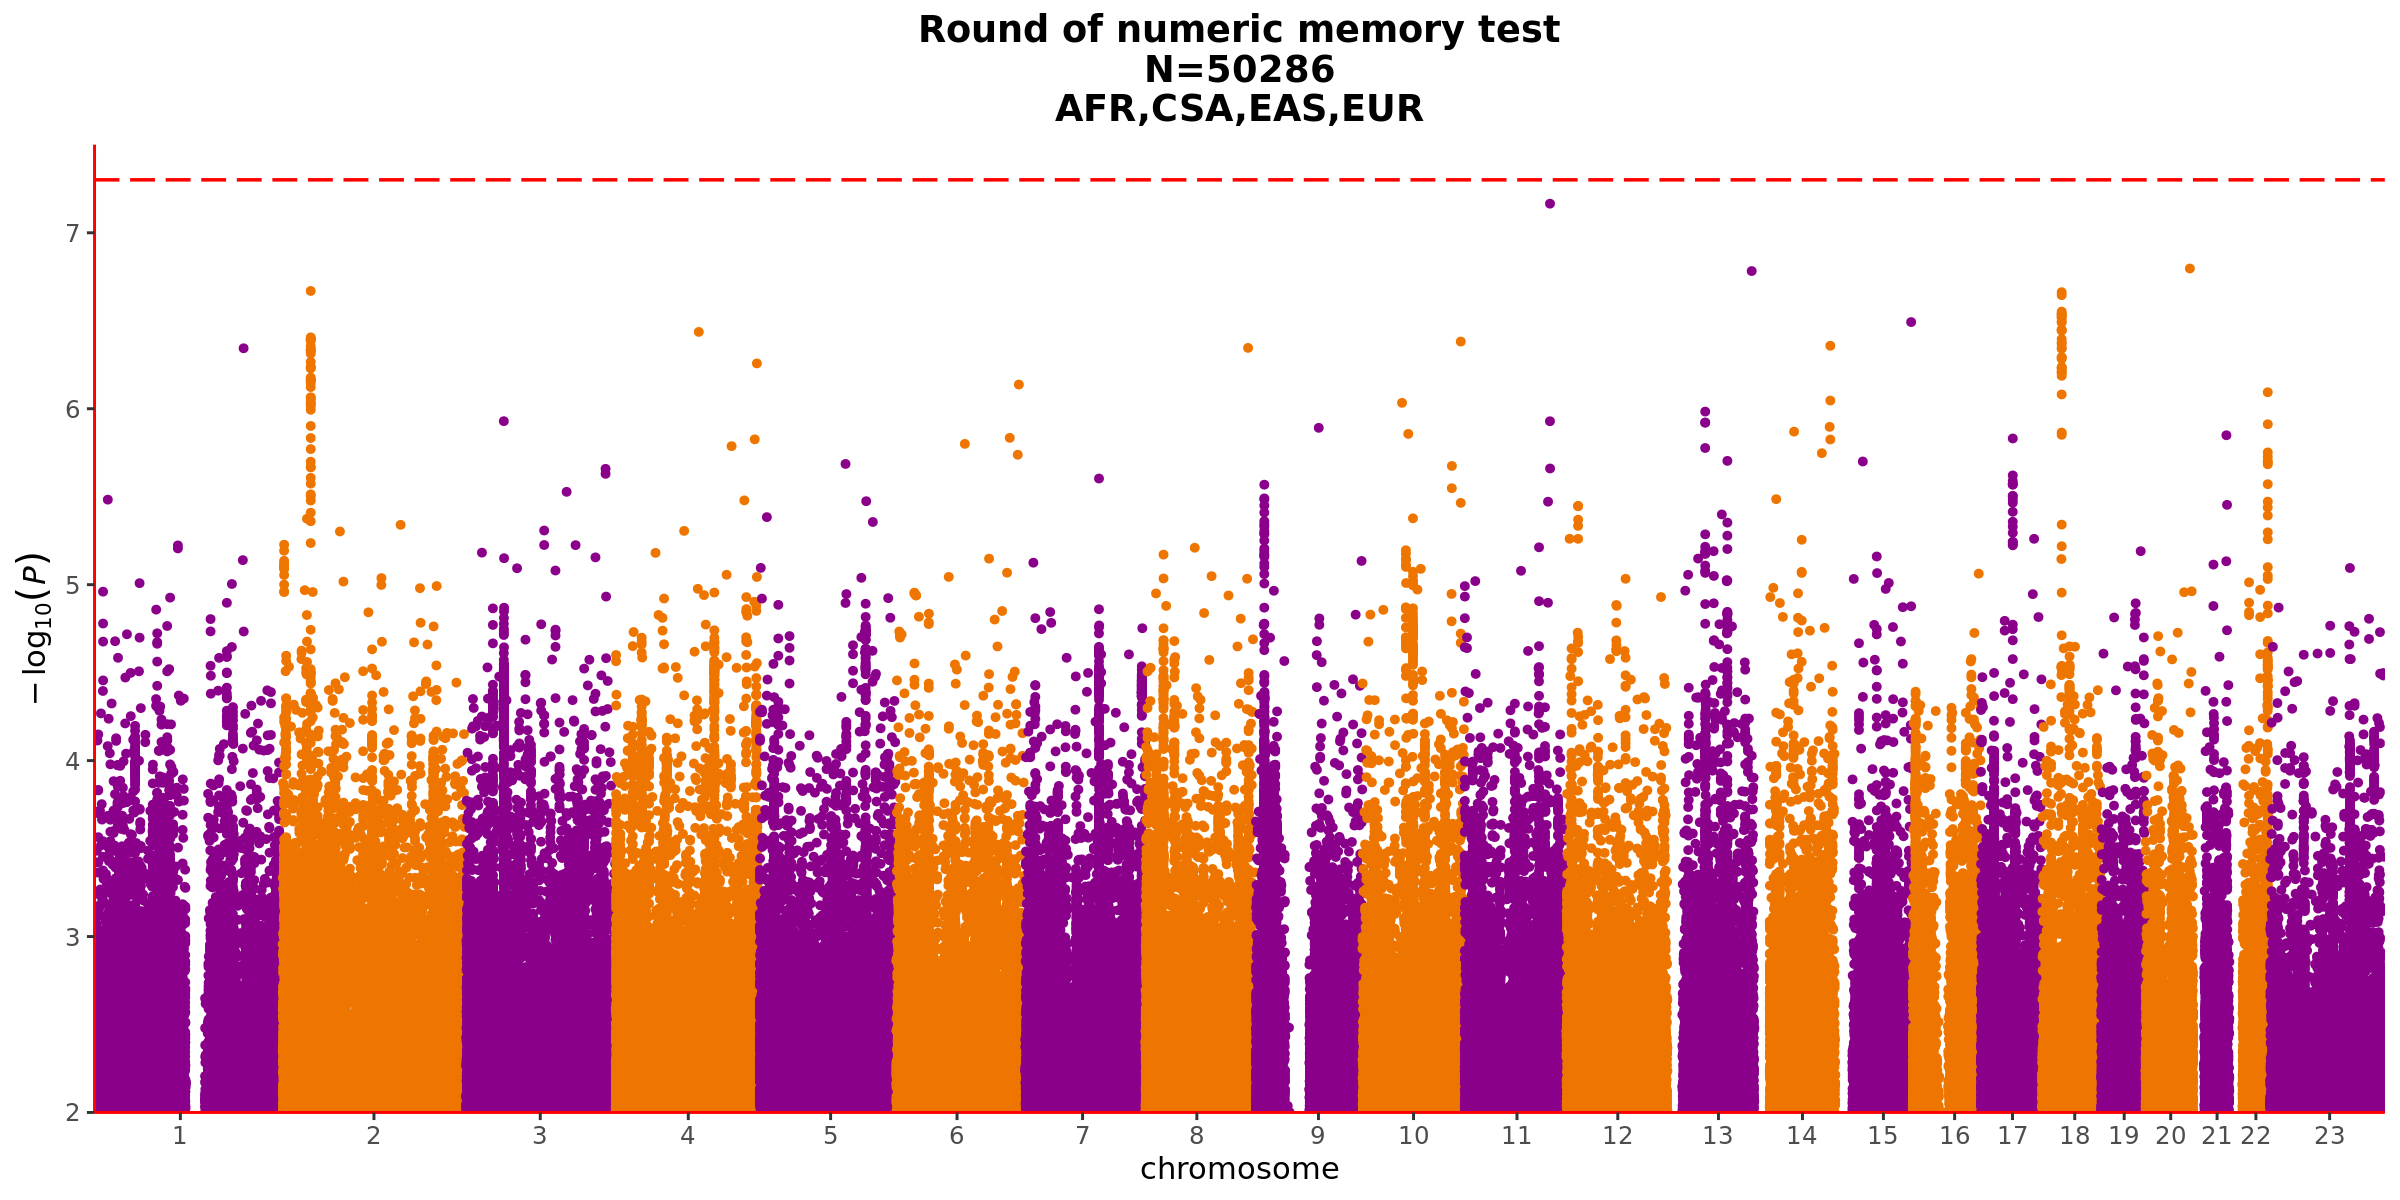 Round of numeric memory test
N=50286
AFR,CSA,EAS,EUR
7
6
5
4
3
2
−log10(P)
1 2 3 4 5 6 7 8 9 10 11 12 13 14 15 16 17 18 19 20 21 22 23
chromosome